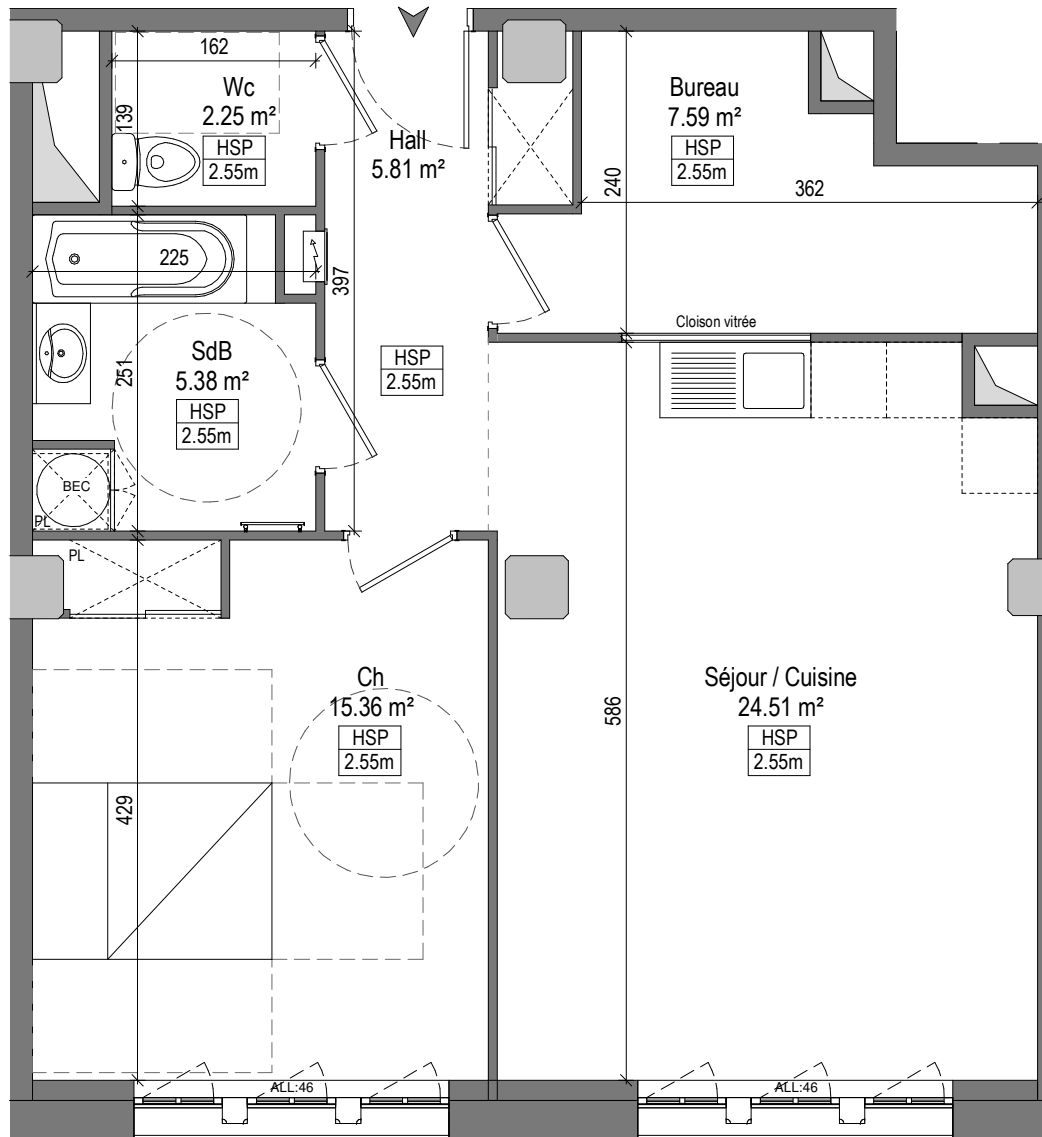 162
Wc
2.25 m²
HSP
2.55m
139
Hall
5.81 m²
Bureau
7.59 m²
HSP
2.55m
240
362
225
397
Cloison vitrée
SdB
5.38 m²
HSP
2.55m
251
HSP
2.55m
BEC
PL
PL
Ch
15.36 m²
HSP
2.55m
429
Séjour / Cuisine
24.51 m²
HSP
2.55m
586
ALL:46
ALL:46